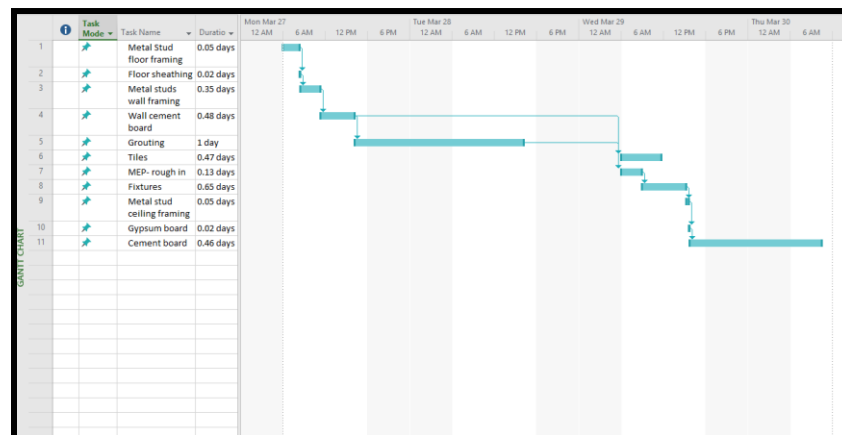 Mon Mar 27 Tue Mar 28 Wed Mar 29 Thu Mar 30
Task Mode Task Name Duratio 12 AM 6 AM 12 PM 6 PM 12 AM 6 AM 12 PM 6 PM 12 AM 6 AM 12 PM 6 PM 12 AM 6 AM
1 Metal Stud 0.05 days
floor framing
2 Floor sheathing 0.02 days
3 Metal studs 0.35 days
wall framing
4 Wall cement 0.48 days
board
5 Grouting 1 day
6 Tiles 0.47 days
7 MEP- rough in 0.13 days
8 Fixtures 0.65 days
9 Metal stud 0.05 days
ceiling framing
10 Gypsum board 0.02 days
11 Cement board 0.46 days
GANTT CHART